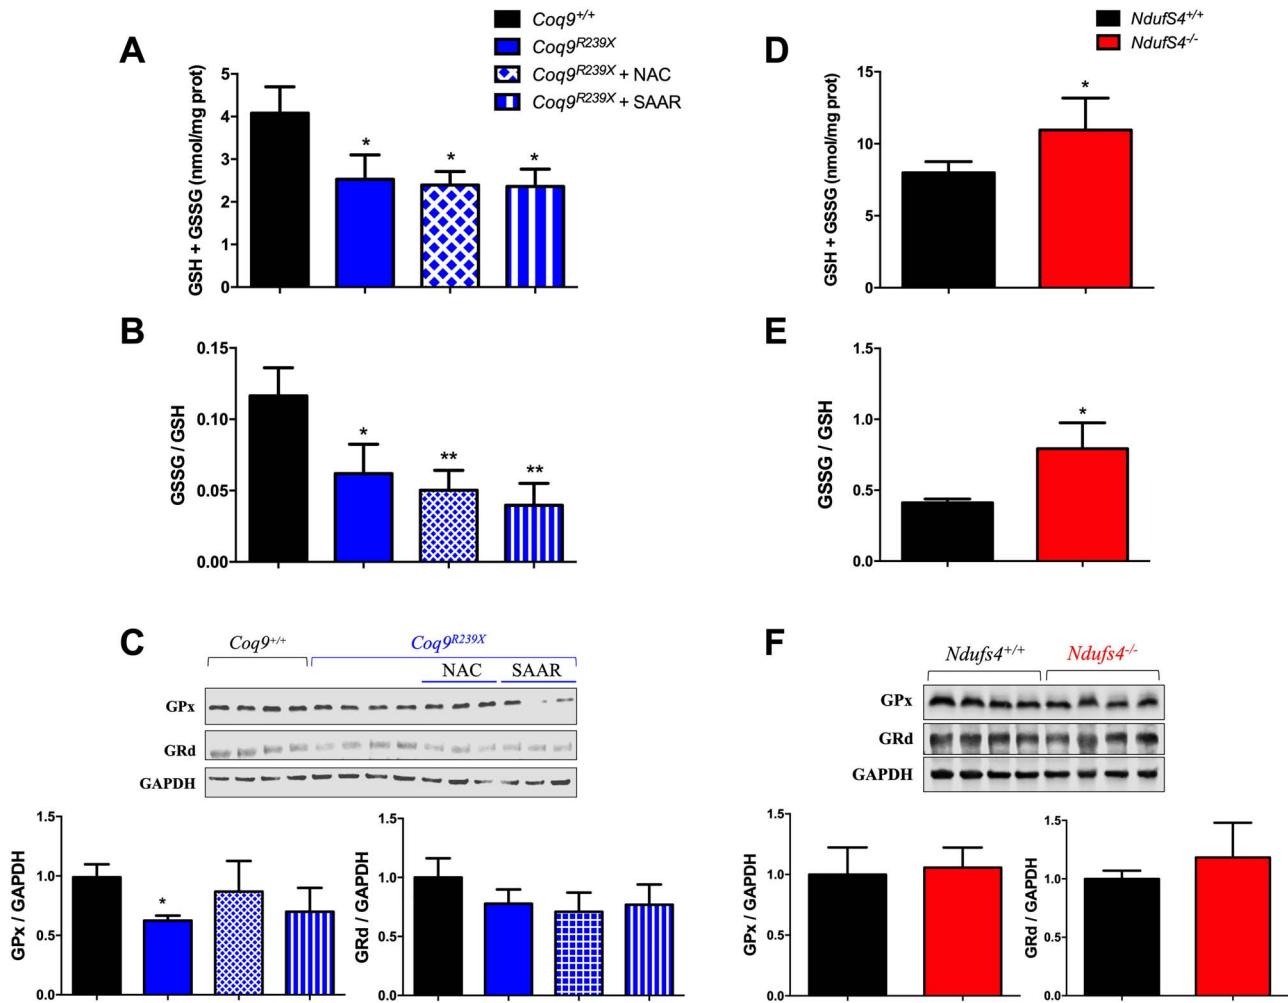 Coq9+/+
Coq9R239X
Coq9R239X + NAC
Coq9R239X + SAAR
A
GSH + GSSG (nmol/mg prot)
5
4
3
2
1
0
*
*
*
NdufS4+/+
NdufS4-/-
D
GSH + GSSG (nmol/mg prot)
15
10
5
0
*
B
GSSG / GSH
0.15
0.10
0.05
0.00
*
**
**
E
GSSG / GSH
1.5
1.0
0.5
0.0
*
C
Coq9+/+
Coq9R239X
NAC
SAAR
GPx
GRd
GAPDH
GPx / GAPDH
1.5
1.0
0.5
0.0
*
GRd / GAPDH
1.5
1.0
0.5
0.0
F
Ndufs4+/+
Ndufs4-/-
GPx
GRd
GAPDH
GPx / GAPDH
1.5
1.0
0.5
0.0
GRd / GAPDH
1.5
1.0
0.5
0.0